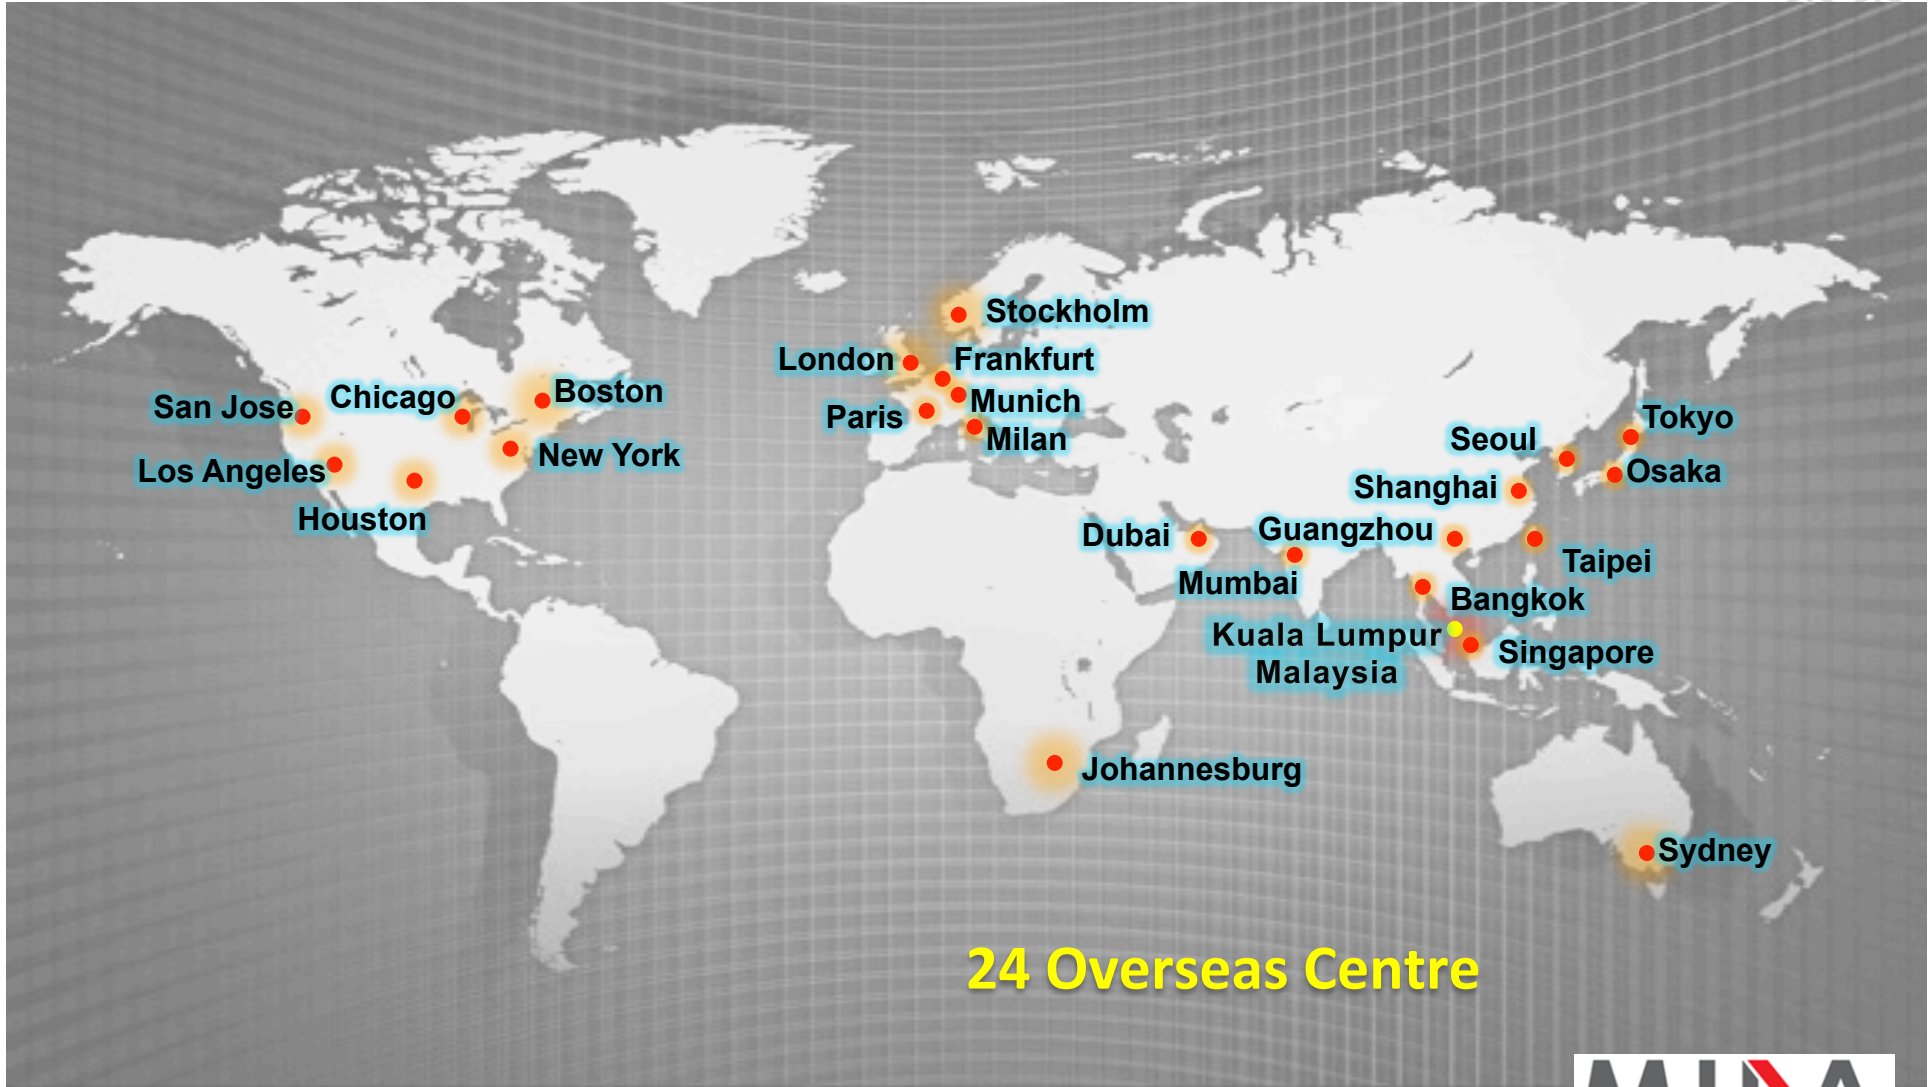 Stockholm
London
Frankfurt
Boston
Chicago
Munich
San Jose
Paris
Tokyo
Milan
Seoul
New York
Los Angeles
Osaka
Shanghai
Houston
Guangzhou
Dubai
Taipei
Mumbai
Bangkok
Kuala Lumpur
Malaysia
Singapore
Johannesburg
Sydney
24 Overseas Centre